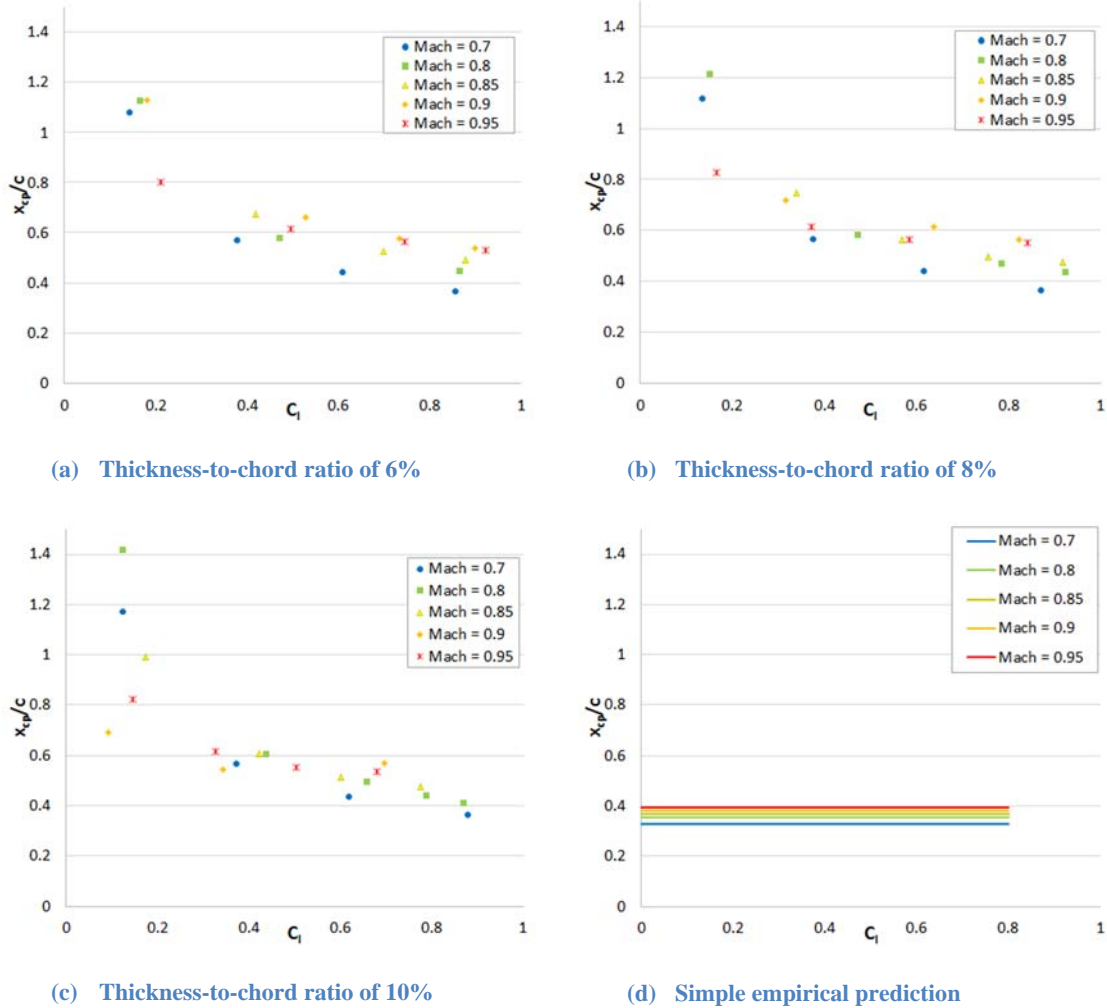 1.4
1.2
1
0.8
0.6
0.4
0.2
0
xcp/c
0
0.2
0.4
0.6
0.8
1
Cl
Mach = 0.7
Mach = 0.8
Mach = 0.85
Mach = 0.9
Mach = 0.95
(a) Thickness-to-chord ratio of 6%
1.4
1.2
1
0.8
0.6
0.4
0.2
0
xcp/c
0
0.2
0.4
0.6
0.8
1
Cl
Mach = 0.7
Mach = 0.8
Mach = 0.85
Mach = 0.9
Mach = 0.95
(b) Thickness-to-chord ratio of 8%
1.4
1.2
1
0.8
0.6
0.4
0.2
0
xcp/c
0
0.2
0.4
0.6
0.8
1
Cl
Mach = 0.7
Mach = 0.8
Mach = 0.85
Mach = 0.9
Mach = 0.95
(c) Thickness-to-chord ratio of 10%
1.4
1.2
1
0.8
0.6
0.4
0.2
0
xcp/c
0
0.2
0.4
0.6
0.8
1
Cl
Mach = 0.7
Mach = 0.8
Mach = 0.85
Mach = 0.9
Mach = 0.95
(d) Simple empirical prediction